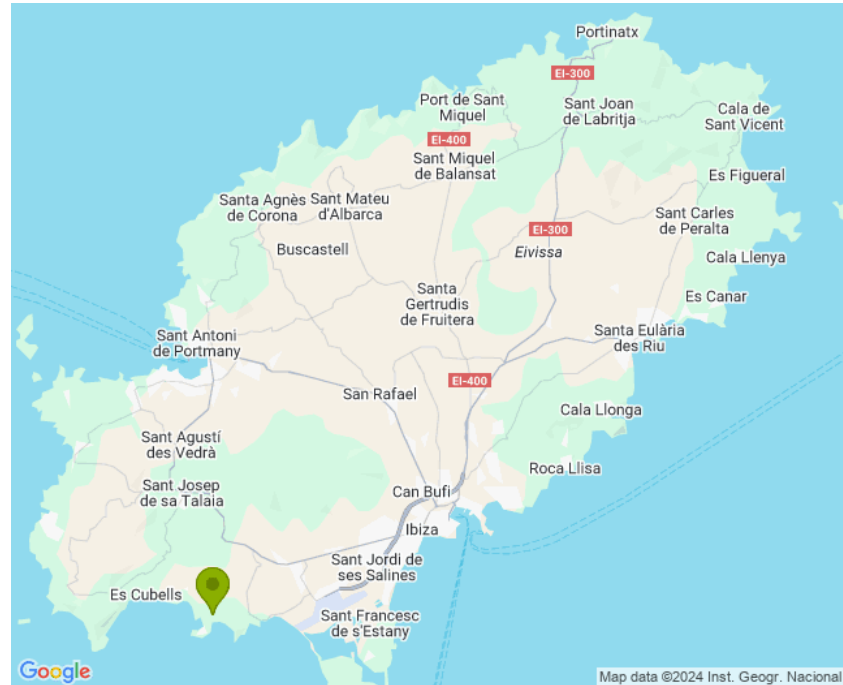 Portinatx
EI-300
Port de Sant
Miquel
Sant Joan
de Labritja
Cala de
Sant Vicent
EI-400
Sant Miquel
de Balansat
Es Figueral
Santa Agnès
de Corona
Sant Mateu
d'Albarca
Sant Carles
de Peralta
EI-300
Buscastell
Eivissa
Cala Llenya
Santa
Gertrudis
de Fruitera
Es Canar
Sant Antoni
de Portmany
Santa Eulària
des Riu
EI-400
San Rafael
Cala Llonga
Sant Agustí
des Vedrà
Roca Llisa
Sant Josep
de sa Talaia
Can Bufi
Ibiza
Sant Jordi de
ses Salines
Es Cubells
Sant Francesc
de s'Estany
Google
Map data ©2024 Inst. Geogr. Nacional